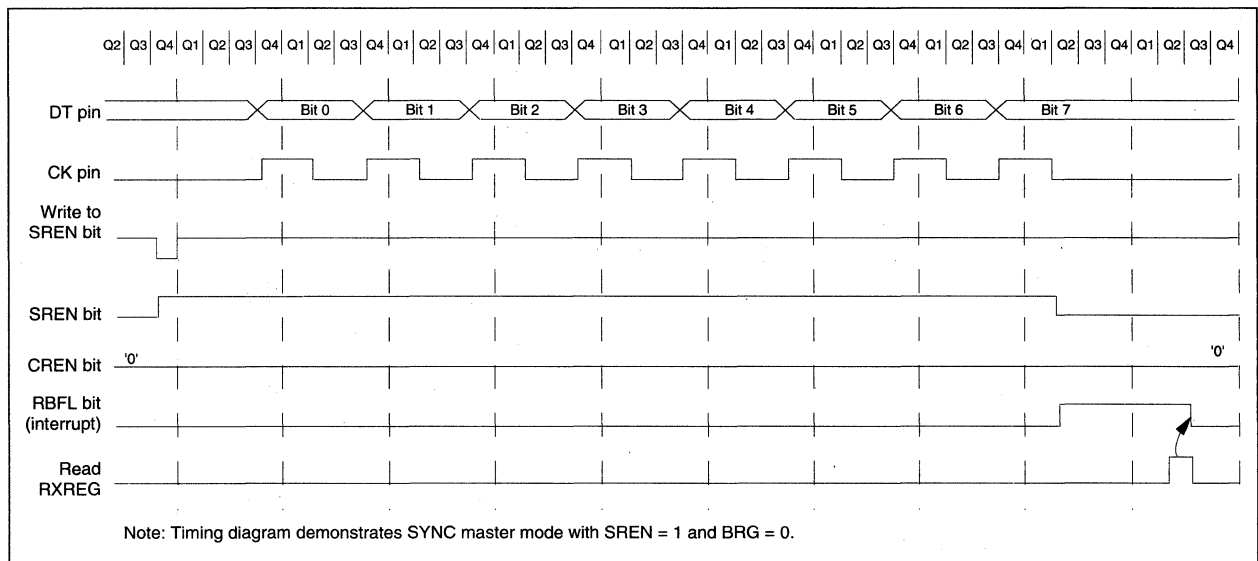 Q2 Q3 Q4 Q1 Q2 Q3 Q4 Q1 Q2 Q3 Q4 Q1 Q2 Q3 Q4 Q1 Q2 Q3 Q4 Q1 Q2 Q3 Q4 Q1 Q2 Q3 Q4 Q1 Q2 Q3 Q4 Q1 Q2 Q3 Q4 Q1 Q2 Q3 Q4 Q1 Q2 Q3 Q4
DT pin Bit 0 Bit 1 Bit 2 Bit 3 Bit 4 Bit 5 Bit 6 Bit 7
CK pin
Write to
SREN bit
SREN bit
CREN bit '0' '0'
RBFL bit
(interrupt)
Read
RXREG
Note: Timing diagram demonstrates SYNC master mode with SREN = 1 and BRG = 0.